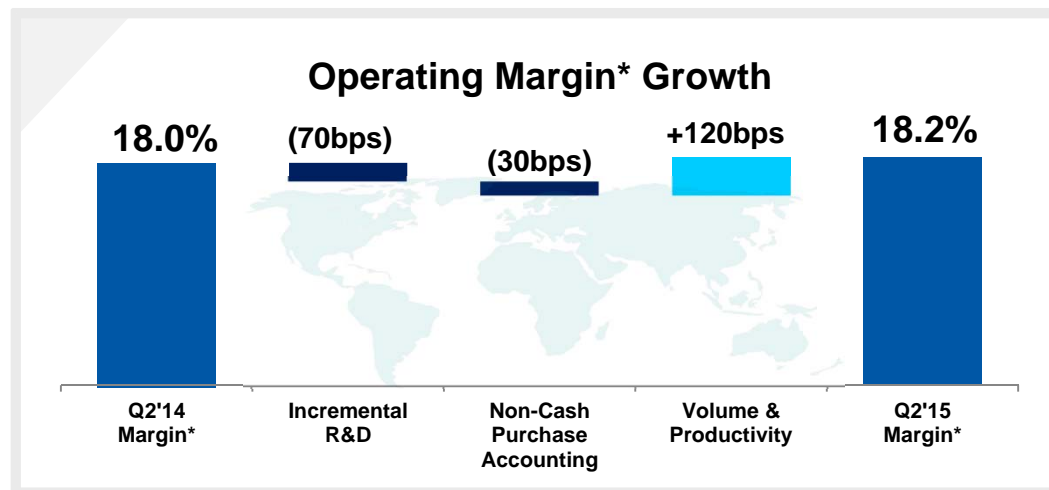 Operating Margin* Growth
18.0%
(70bps)
(30bps)
+120bps
18.2%
Q2'14
Margin*
Incremental
R&D
Non-Cash
Purchase
Accounting
Volume &
Productivity
Q2'15
Margin*